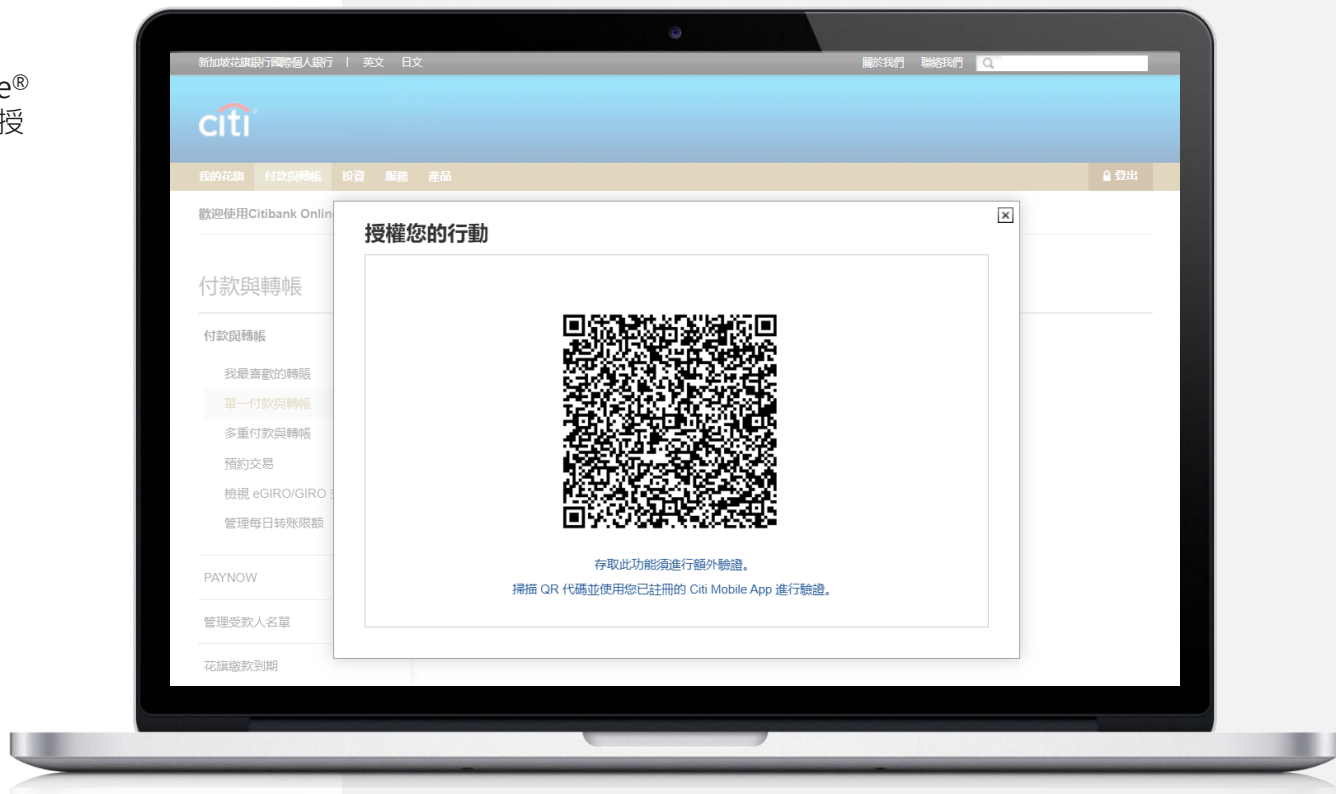 e®
授
新加坡花旗銀行國際個人銀行 | 英文 日文 關於我們 聯絡我們
citi
我的花旗 付款與轉帳 投資 服務 產品 登出
歡迎使用Citibank Onlin
授權您的行動
付款與轉帳
付款與轉帳
我最喜歡的轉賬
單一付款與轉帳
多重付款與轉帳
預約交易
檢視 eGIRO/GIRO
管理每日转账限额
PAYNOW
管理受款人名單
花旗繳款到期
存取此功能須進行額外驗證。
掃描 QR 代碼並使用您已註冊的 Citi Mobile App 進行驗證。